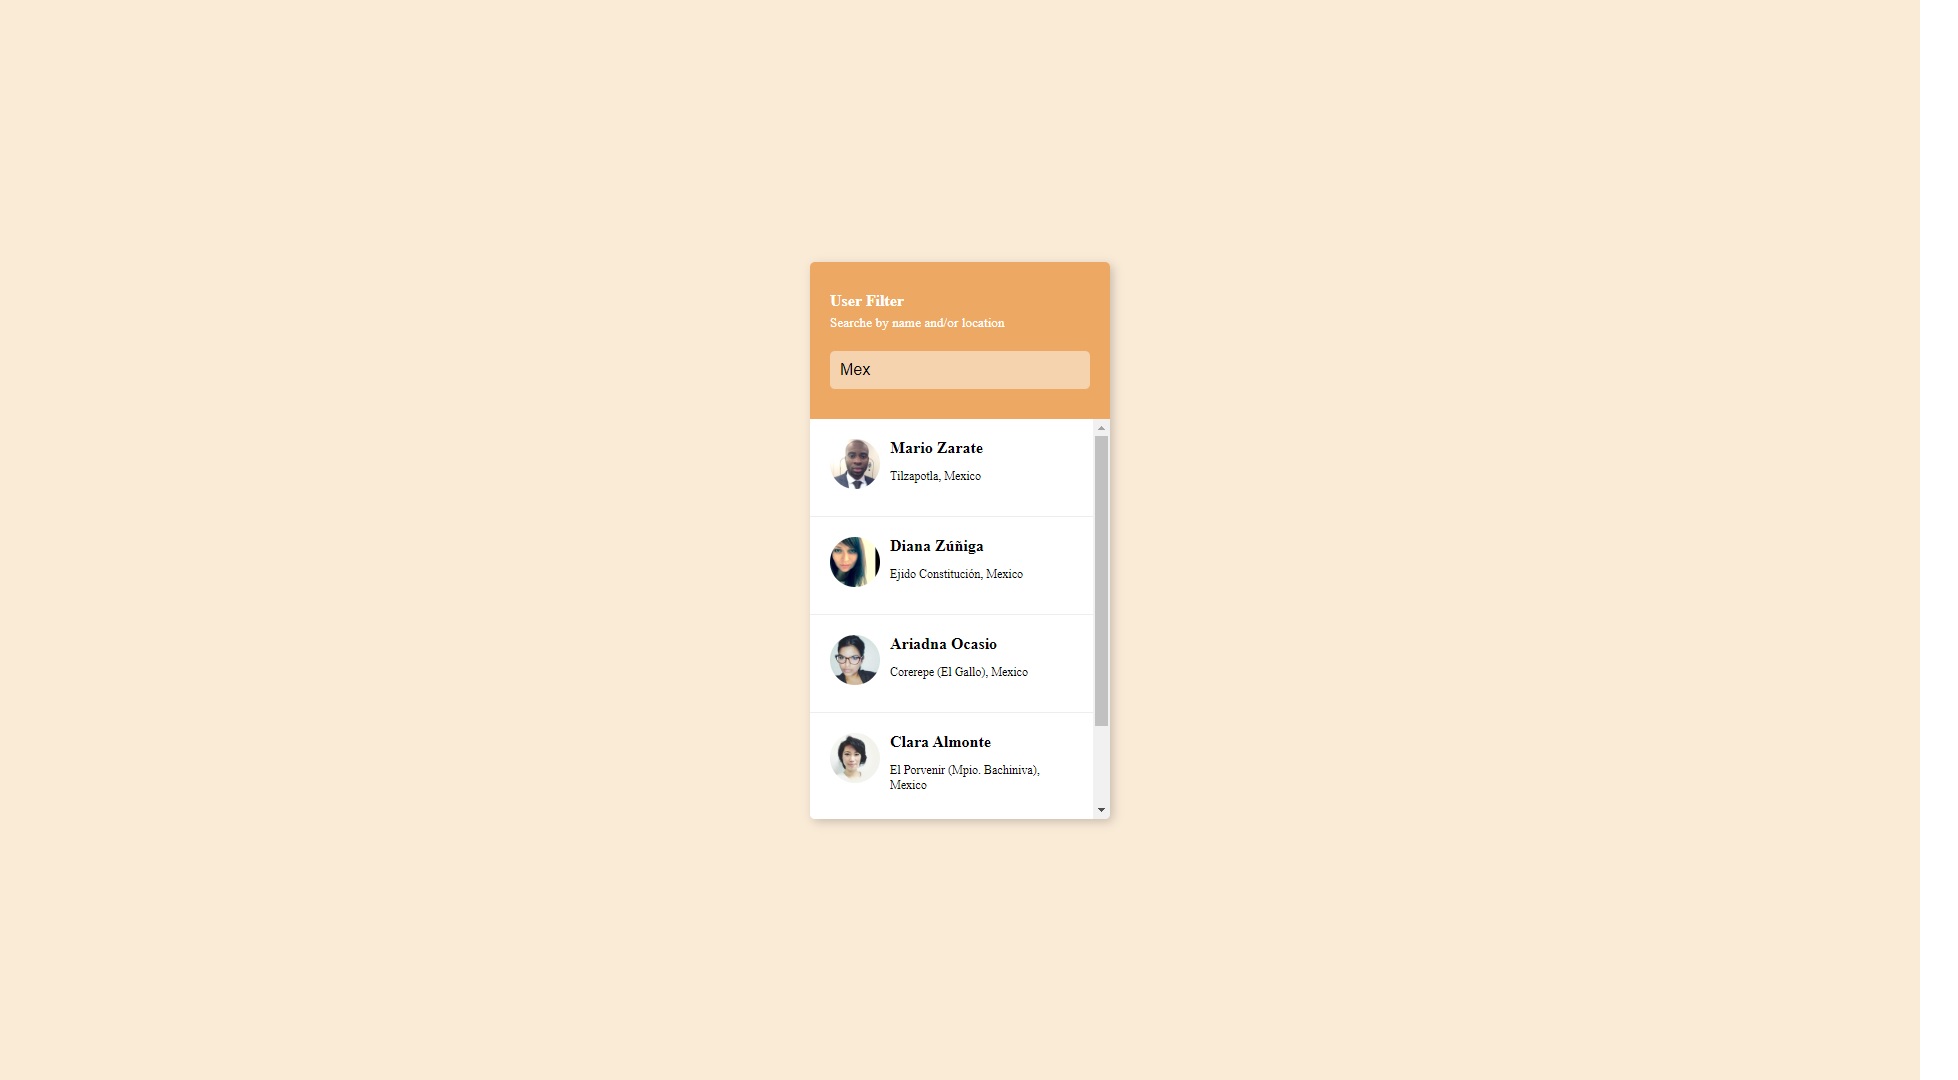 User Filter
Searche by name and/or location
Mex
Mario Zarate
Tilzapotla, Mexico
Diana Zúñiga
Ejido Constitución, Mexico
Ariadna Ocasio
Corerepe (El Gallo), Mexico
Clara Almonte
El Porvenir (Mpio. Bachiniva),
Mexico